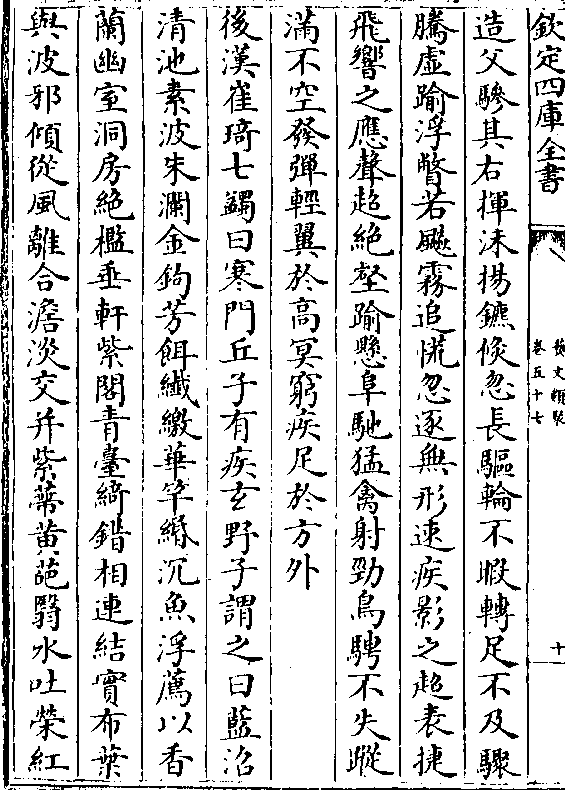 欽定四庫全書
藝文類聚
卷五十七
十一
造父驂其右揮沫揚鑣倐忽長驅輪不暇轉足不及驟
騰虚踰浮瞥若飈霧追慌忽逐無形速疾影之超表捷
飛響之應聲超絶壑踰懸阜馳猛禽射勁鳥騁不失蹤
滿不空發彈輕翼於高冥窮疾足於方外
後漢崔琦七蠲曰寒門丘子有疾玄野子謂之曰藍沼
清池素波朱瀾金鉤芳餌纎繳華竿緡沉魚浮薦以香
蘭幽室洞房絶檻垂軒紫閣青臺綺錯相連結實布葉
與波邪傾從風離合澹淡交并紫蔕黄葩翳水吐榮紅